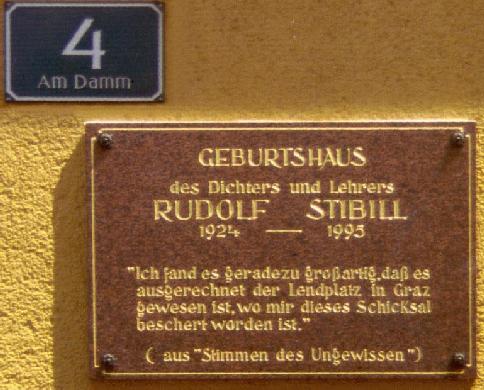 4
Am Damm
GEBURTSHAUS
des Dichters und Lehrers
RUDOLF STIBILL
1924 — 1995
"Ich fand es geradezu großartig, daß es
ausgerechnet der Lendplatz in Graz
gewesen ist, wo mir dieses Schicksal
beschert worden ist."
( aus "Stimmen des Ungewissen")